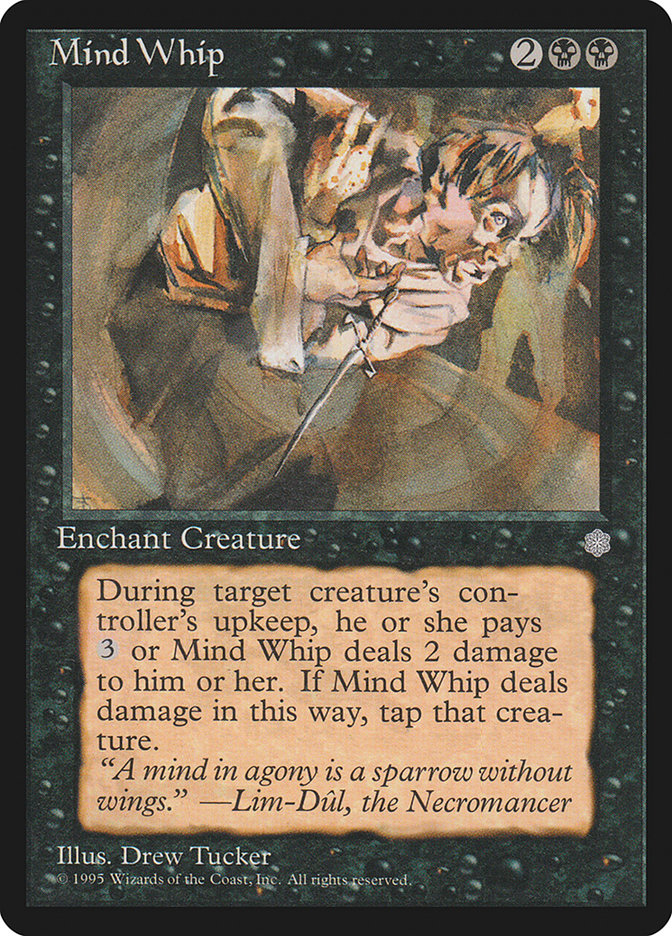 Mind Whip 2
Enchant Creature
During target creature's con-
troller's upkeep, he or she pays
3 or Mind Whip deals 2 damage
to him or her. If Mind Whip deals
damage in this way, tap that crea-
ture.
"A mind in agony is a sparrow without
wings." —Lim-Dûl, the Necromancer
Illus. Drew Tucker
© 1995 Wizards of the Coast, Inc. All rights reserved.